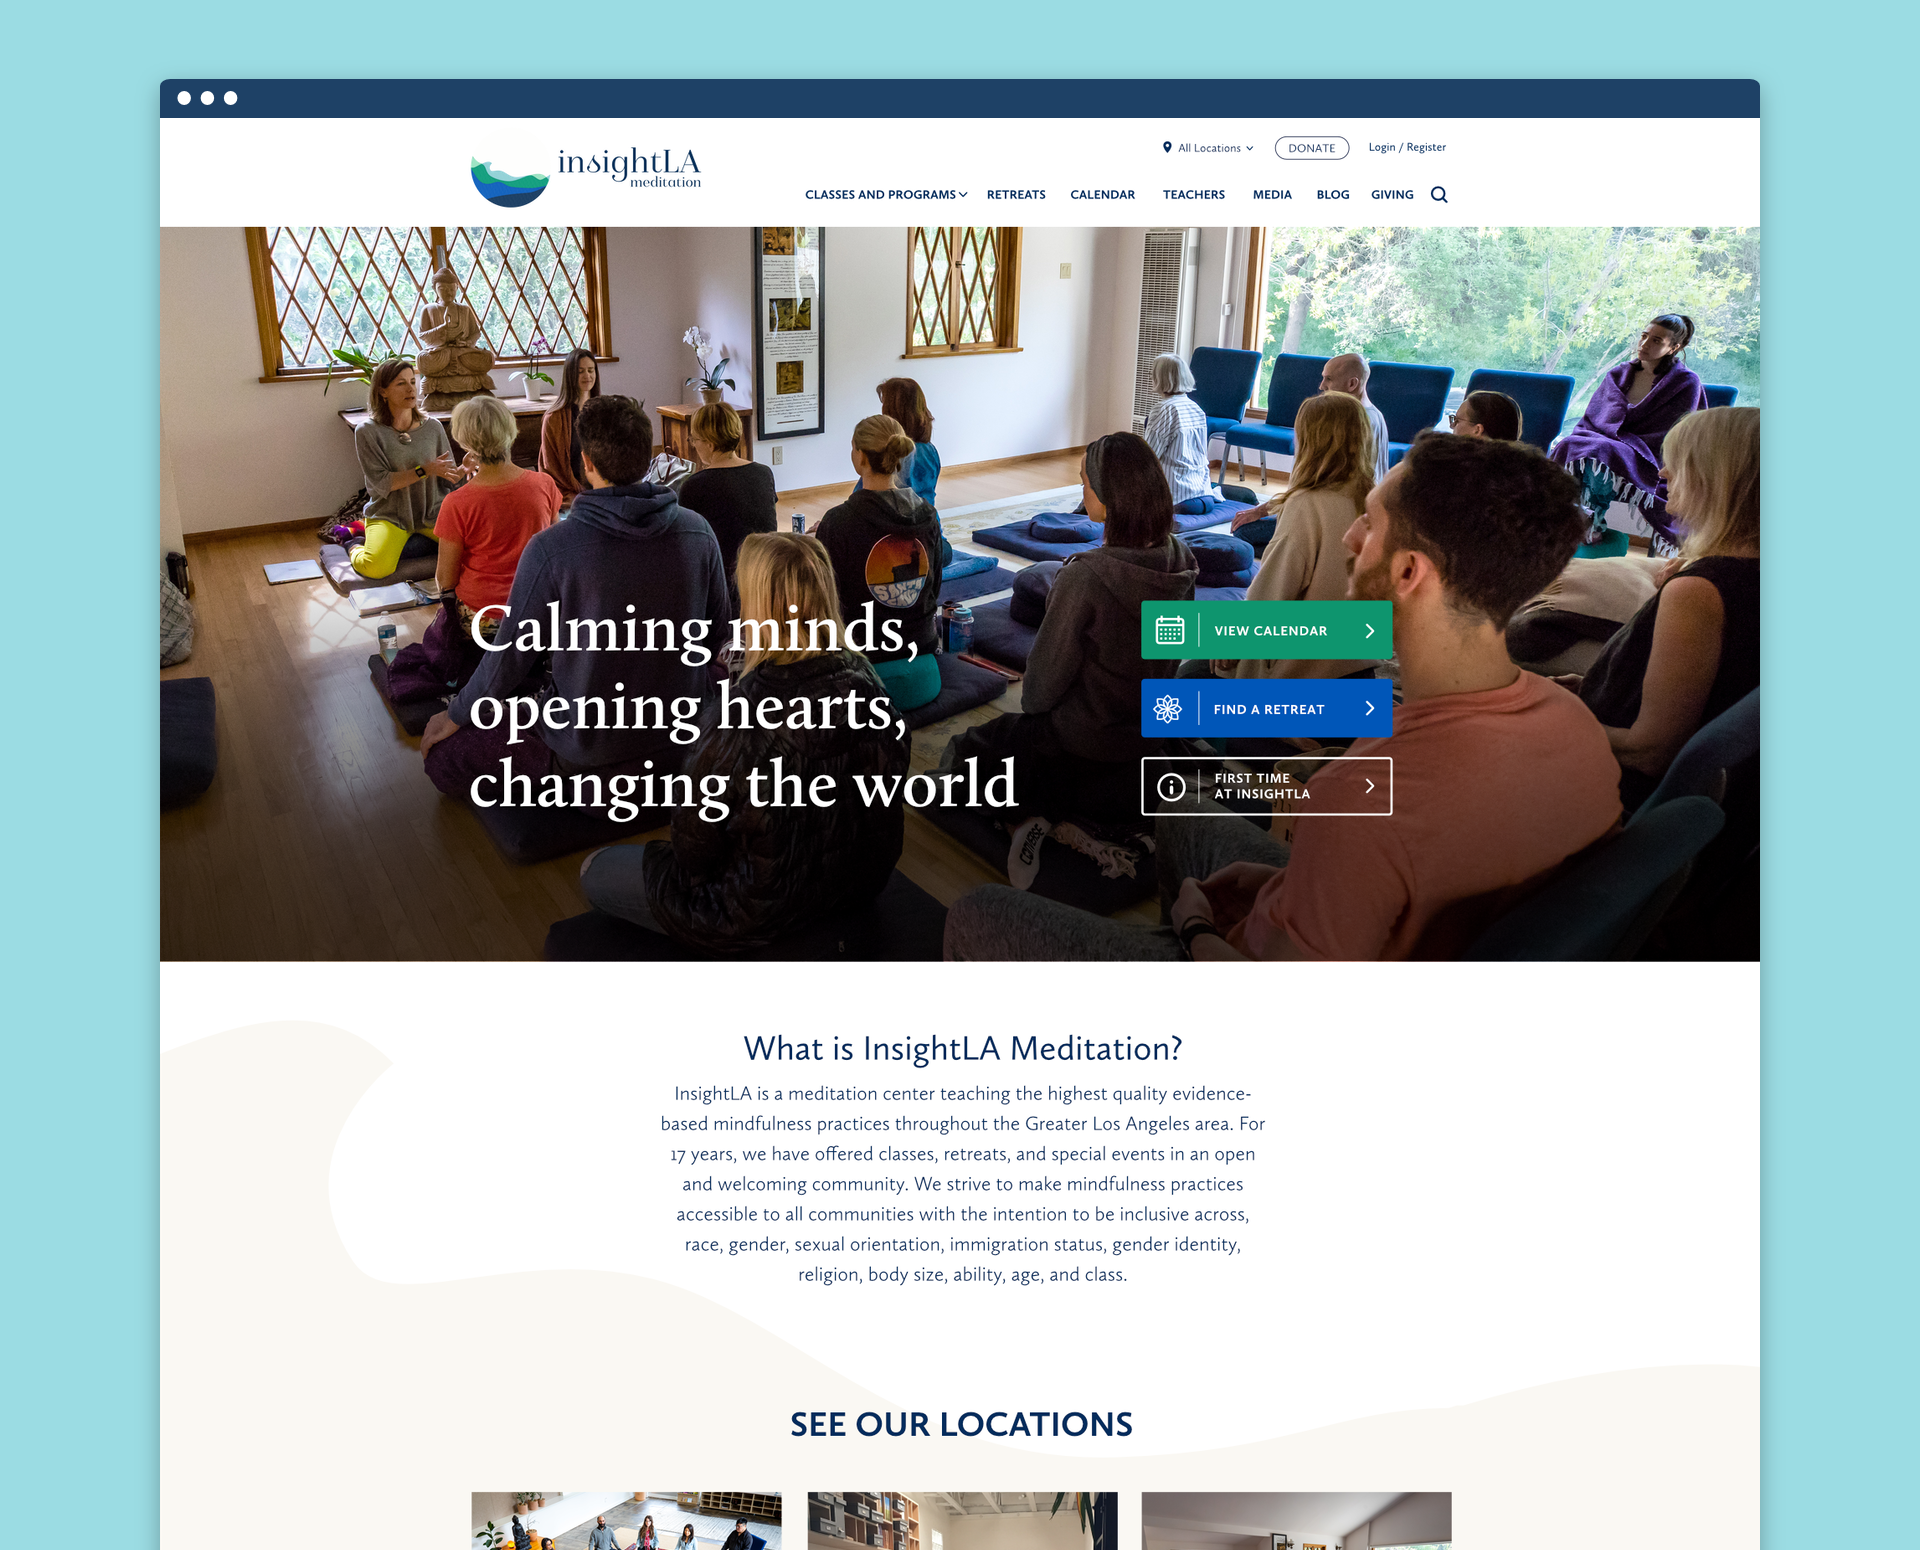 insightLA
meditation
All Locations
DONATE
Login / Register
CLASSES AND PROGRAMS
RETREATS
CALENDAR
TEACHERS
MEDIA
BLOG
GIVING
Calming minds,
opening hearts,
changing the world
VIEW CALENDAR
FIND A RETREAT
FIRST TIME
AT INSIGHTLA
What is InsightLA Meditation?
InsightLA is a meditation center teaching the highest quality evidence-
based mindfulness practices throughout the Greater Los Angeles area. For
17 years, we have offered classes, retreats, and special events in an open
and welcoming community. We strive to make mindfulness practices
accessible to all communities with the intention to be inclusive across,
race, gender, sexual orientation, immigration status, gender identity,
religion, body size, ability, age, and class.
SEE OUR LOCATIONS